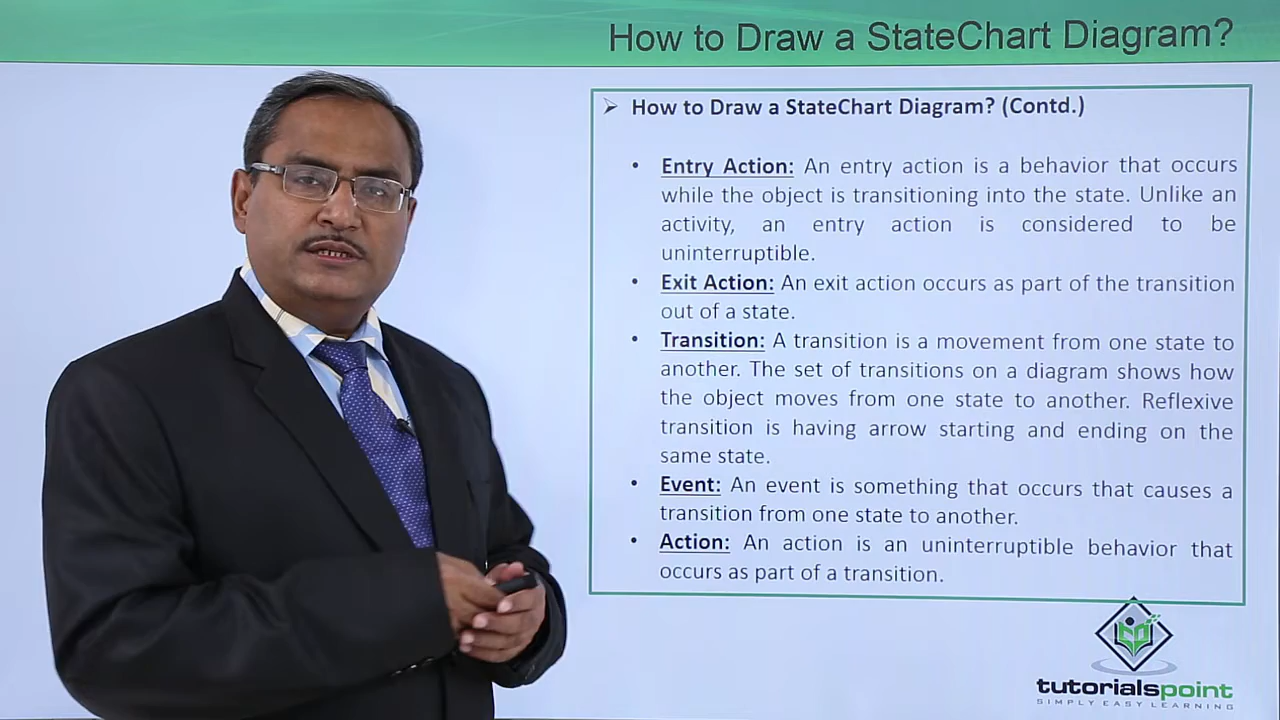 How to Draw a StateChart Diagram?
➢ How to Draw a StateChart Diagram? (Contd.)
• Entry Action: An entry action is a behavior that occurs
while the object is transitioning into the state. Unlike an
activity, an entry action is considered to be
uninterruptible.
• Exit Action: An exit action occurs as part of the transition
out of a state.
• Transition: A transition is a movement from one state to
another. The set of transitions on a diagram shows how
the object moves from one state to another. Reflexive
transition is having arrow starting and ending on the
same state.
• Event: An event is something that occurs that causes a
transition from one state to another.
• Action: An action is an uninterruptible behavior that
occurs as part of a transition.
tutorialspoint
SIMPLY EASY LEARNING